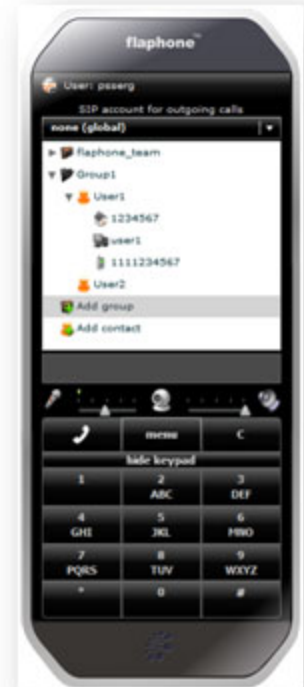 flaphone™
User: psserg
SIP account for outgoing calls
none (global)
flaphone_team
Group1
User1
1234567
user1
1111234567
User2
Add group
Add contact
menu C
hide keypad
1 2 3
ABC DEF
4 5 6
GHI JKL MNO
7 8 9
PQRS TUV WXYZ
* 0 #